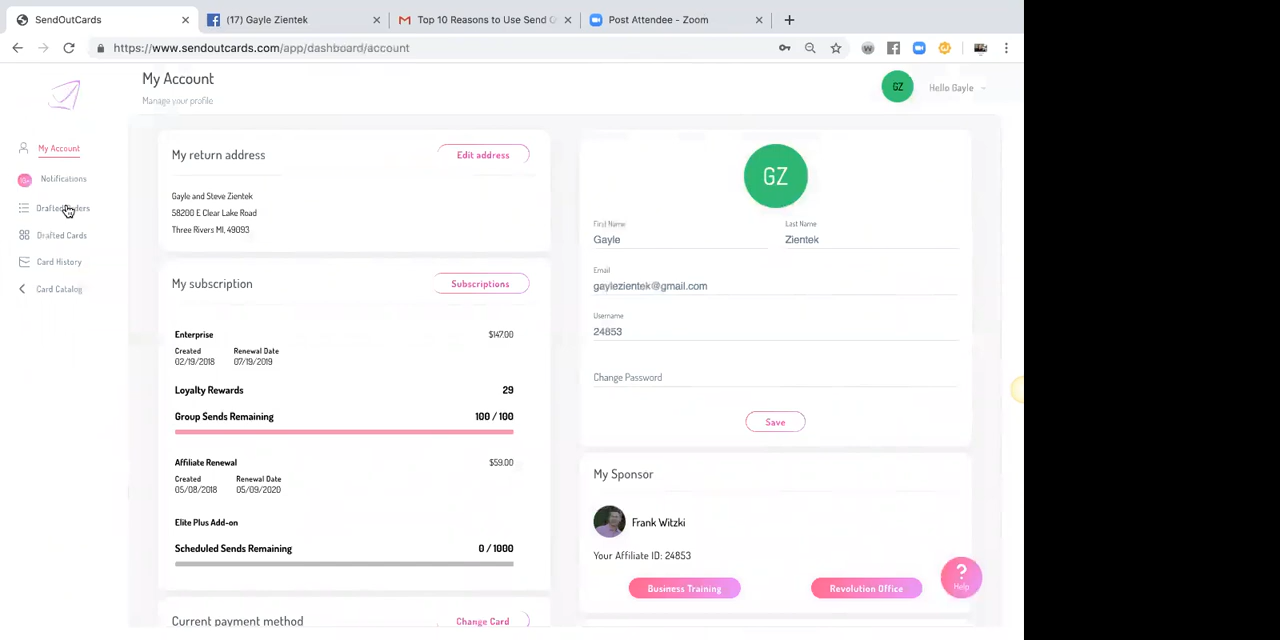 SendOutCards
(17) Gayle Zientek
Top 10 Reasons to Use Send
Post Attendee - Zoom
https://www.sendoutcards.com/app/dashboard/account
My Account
Manage your profile
GZ
Hello Gayle
My Account
Notifications
Drafted
Drafted Cards
Card History
Card Catalog
My return address
Edit address
Gayle and Steve Zientek
58200 E Clear Lake Road
Three Rivers MI, 49093
My subscription
Subscriptions
Enterprise
$147.00
Created
Renewal Date
02/19/2018
07/19/2019
Loyalty Rewards
29
Group Sends Remaining
100 / 100
Affiliate Renewal
$59.00
Created
Renewal Date
05/08/2018
05/09/2020
Elite Plus Add-on
Scheduled Sends Remaining
0 / 1000
Current payment method
Change Card
GZ
First Name
Last Name
Gayle
Zientek
Email
gaylezientek@gmail.com
Username
24853
Change Password
Save
My Sponsor
Frank Witzki
Your Affiliate ID: 24853
Business Training
Revolution Office
?
Help